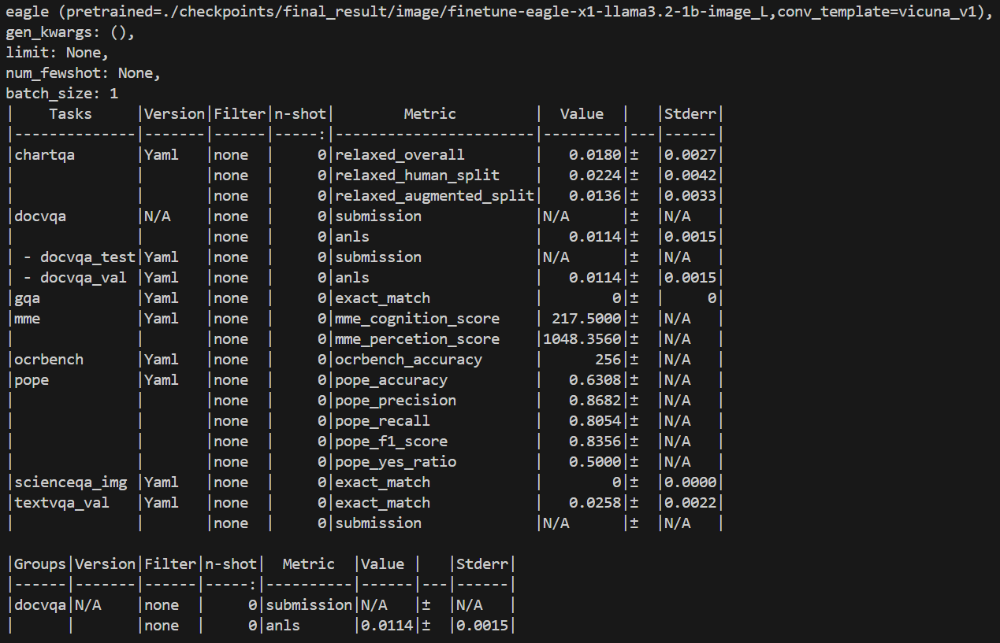 eagle (pretrained=./checkpoints/final_result/image/finetune-eagle-x1-llama3.2-1b-image_L,conv_template=vicuna_v1),
gen_kwargs: (),
limit: None,
num_fewshot: None,
batch_size: 1
|    Tasks     |Version|Filter|n-shot|        Metric         |  Value  |   |Stderr|
|--------------|-------|------|-----:|-----------------------|---------|---|------|
|chartqa       |Yaml   |none  |     0|relaxed_overall        |   0.0180|±  |0.0027|
|              |       |none  |     0|relaxed_human_split    |   0.0224|±  |0.0042|
|              |       |none  |     0|relaxed_augmented_split|   0.0136|±  |0.0033|
|docvqa        |N/A    |none  |     0|submission             |N/A      |±  |N/A   |
|              |       |none  |     0|anls                   |   0.0114|±  |0.0015|
| - docvqa_test|Yaml   |none  |     0|submission             |N/A      |±  |N/A   |
| - docvqa_val |Yaml   |none  |     0|anls                   |   0.0114|±  |0.0015|
|gqa           |Yaml   |none  |     0|exact_match            |        0|±  |     0|
|mme           |Yaml   |none  |     0|mme_cognition_score    | 217.5000|±  |N/A   |
|              |       |none  |     0|mme_percetion_score    |1048.3560|±  |N/A   |
|ocrbench      |Yaml   |none  |     0|ocrbench_accuracy      |      256|±  |N/A   |
|pope          |Yaml   |none  |     0|pope_accuracy          |   0.6308|±  |N/A   |
|              |       |none  |     0|pope_precision         |   0.8682|±  |N/A   |
|              |       |none  |     0|pope_recall            |   0.8054|±  |N/A   |
|              |       |none  |     0|pope_f1_score          |   0.8356|±  |N/A   |
|              |       |none  |     0|pope_yes_ratio         |   0.5000|±  |N/A   |
|scienceqa_img |Yaml   |none  |     0|exact_match            |        0|±  |0.0000|
|textvqa_val   |Yaml   |none  |     0|exact_match            |   0.0258|±  |0.0022|
|              |       |none  |     0|submission             |N/A      |±  |N/A   |

|Groups|Version|Filter|n-shot|  Metric  |Value |   |Stderr|
|------|-------|------|-----:|----------|------|---|------|
|docvqa|N/A    |none  |     0|submission|N/A   |±  |N/A   |
|      |       |none  |     0|anls      |0.0114|±  |0.0015|